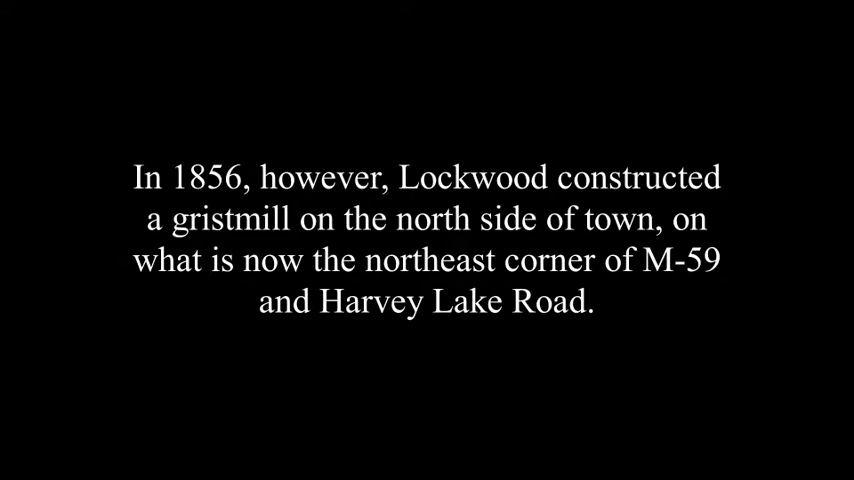 In 1856, however, Lockwood constructed
a gristmill on the north side of town, on
what is now the northeast corner of M-59
and Harvey Lake Road.